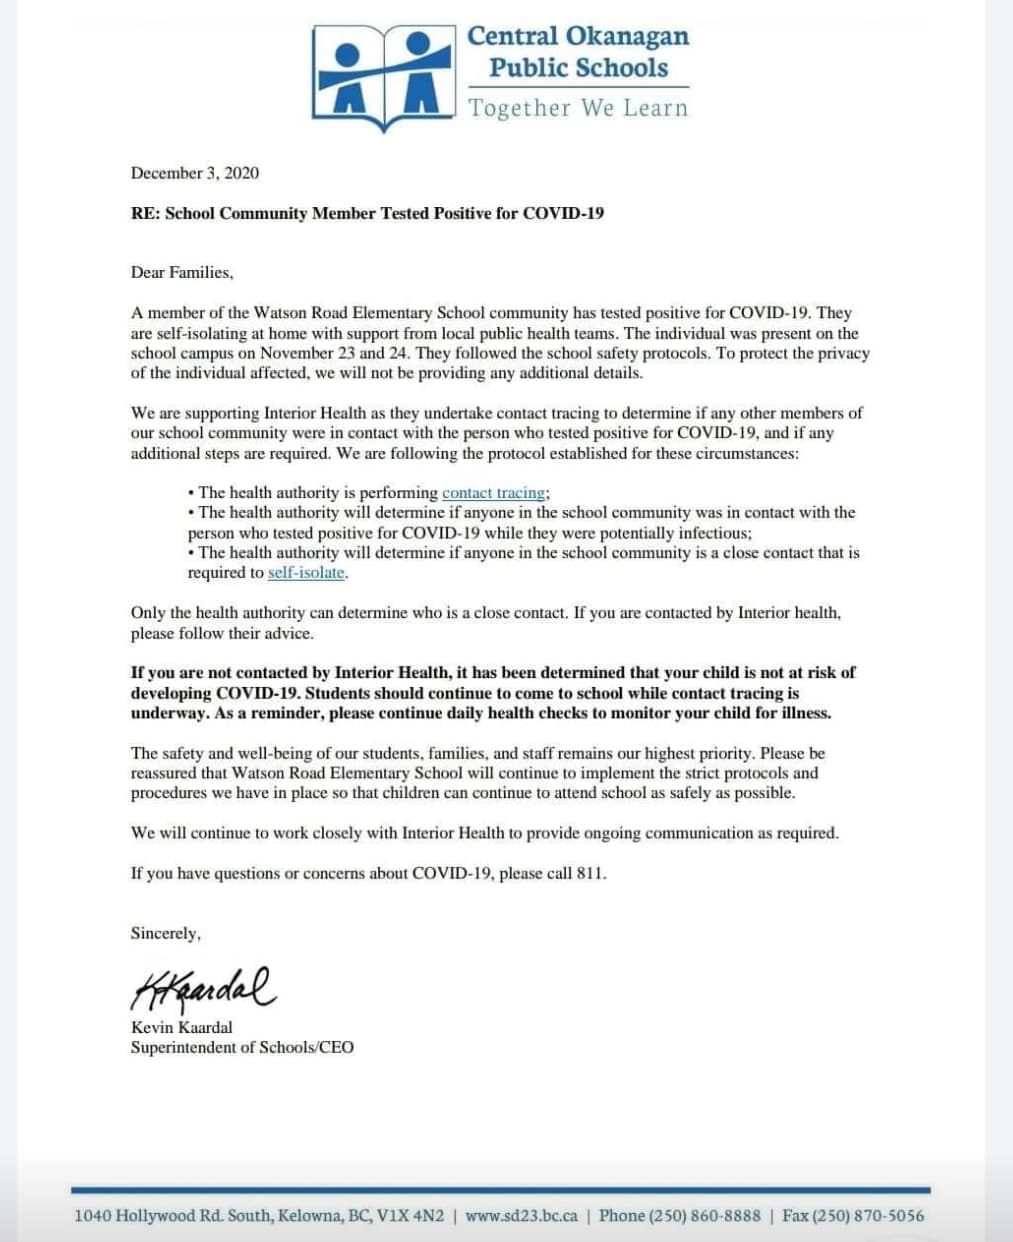 Central Okanagan
Public Schools
Together We Learn
December 3, 2020
RE: School Community Member Tested Positive for COVID-19
Dear Families,
A member of the Watson Road Elementary School community has tested positive for COVID-19. They
are self-isolating at home with support from local public health teams. The individual was present on the
school campus on November 23 and 24. They followed the school safety protocols. To protect the privacy
of the individual affected, we will not be providing any additional details.
We are supporting Interior Health as they undertake contact tracing to determine if any other members of
our school community were in contact with the person who tested positive for COVID-19, and if any
additional steps are required. We are following the protocol established for these circumstances:
• The health authority is performing contact tracing;
• The health authority will determine if anyone in the school community was in contact with the
person who tested positive for COVID-19 while they were potentially infectious;
• The health authority will determine if anyone in the school community is a close contact that is
required to self-isolate.
Only the health authority can determine who is a close contact. If you are contacted by Interior health,
please follow their advice.
If you are not contacted by Interior Health, it has been determined that your child is not at risk of
developing COVID-19. Students should continue to come to school while contact tracing is
underway. As a reminder, please continue daily health checks to monitor your child for illness.
The safety and well-being of our students, families, and staff remains our highest priority. Please be
reassured that Watson Road Elementary School will continue to implement the strict protocols and
procedures we have in place so that children can continue to attend school as safely as possible.
We will continue to work closely with Interior Health to provide ongoing communication as required.
If you have questions or concerns about COVID-19, please call 811.
Sincerely,
KKaardal
Kevin Kaardal
Superintendent of Schools/CEO
1040 Hollywood Rd. South, Kelowna, BC, V1X 4N2 | www.sd23.bc.ca | Phone (250) 860-8888 | Fax (250) 870-5056